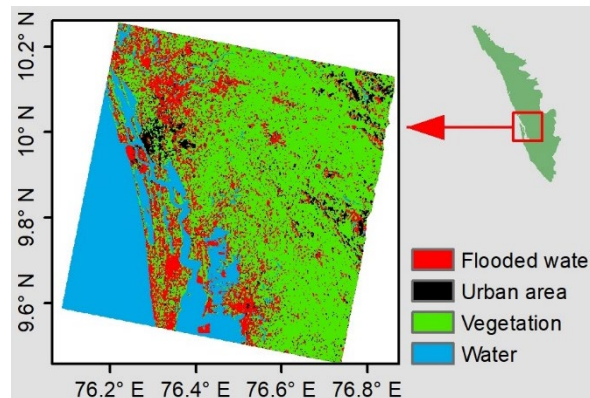 10.2° N
10° N
9.8° N
9.6° N
76.2° E
76.4° E
76.6° E
76.8° E
Flooded water
Urban area
Vegetation
Water